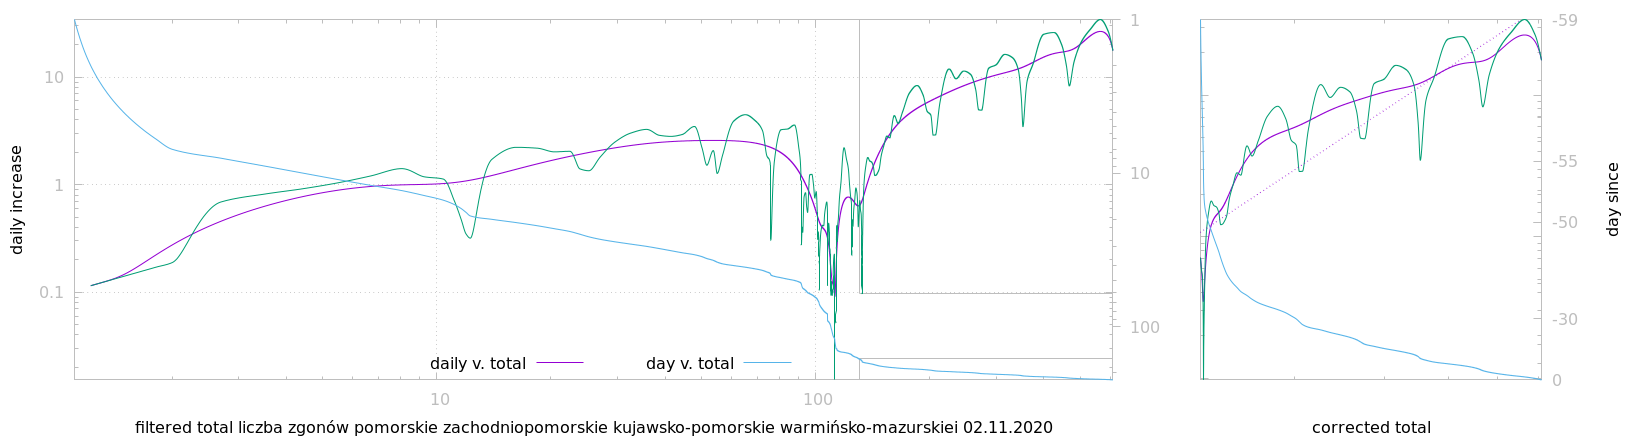 daily increase
10
1
0.1
1
10
100
daily v. total
day v. total
10
100
filtered total liczba zgonów pomorskie zachodniopomorskie kujawsko-pomorskie warmińsko-mazurskiei 02.11.2020
-59
-55
-50
-50
-30
0
day since
corrected total